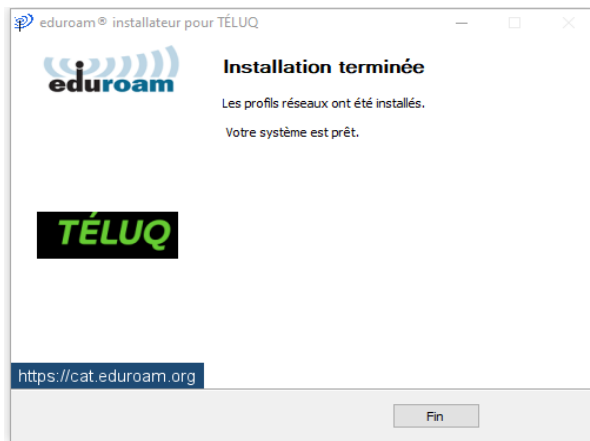 eduroam® installateur pour TÉLUQ
eduroam
Installation terminée
Les profils réseaux ont été installés.
Votre système est prêt.
TÉLUQ
https://cat.eduroam.org
Fin